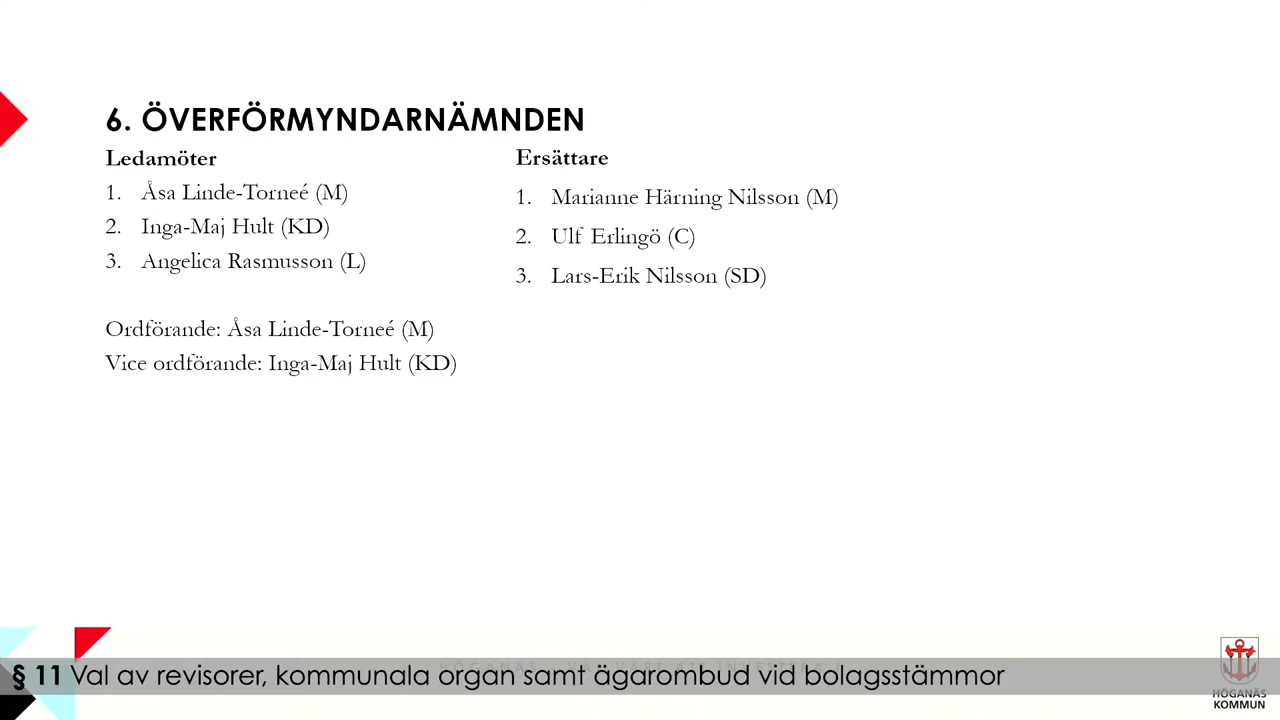 6. ÖVERFÖRMYNDARNÄMNDEN
Ledamöter
1. Åsa Linde-Torneé (M)
2. Inga-Maj Hult (KD)
3. Angelica Rasmusson (L)
Ersättare
1. Marianne Härning Nilsson (M)
2. Ulf Erlingö (C)
3. Lars-Erik Nilsson (SD)
Ordförande: Åsa Linde-Torneé (M)
Vice ordförande: Inga-Maj Hult (KD)
§ 11 Val av revisorer, kommunala organ samt ägarombud vid bolagsstämmor
HÖGANÄS
KOMMUN